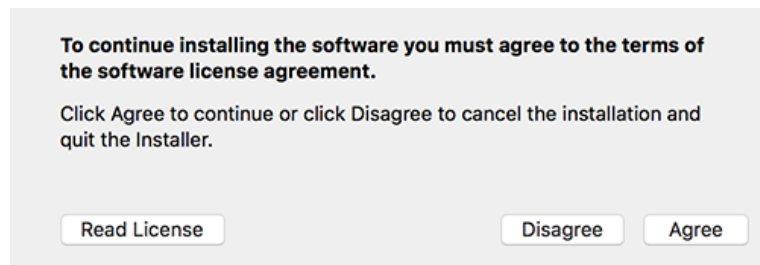 To continue installing the software you must agree to the terms of
the software license agreement.
Click Agree to continue or click Disagree to cancel the installation and
quit the Installer.
Read License
Disagree
Agree